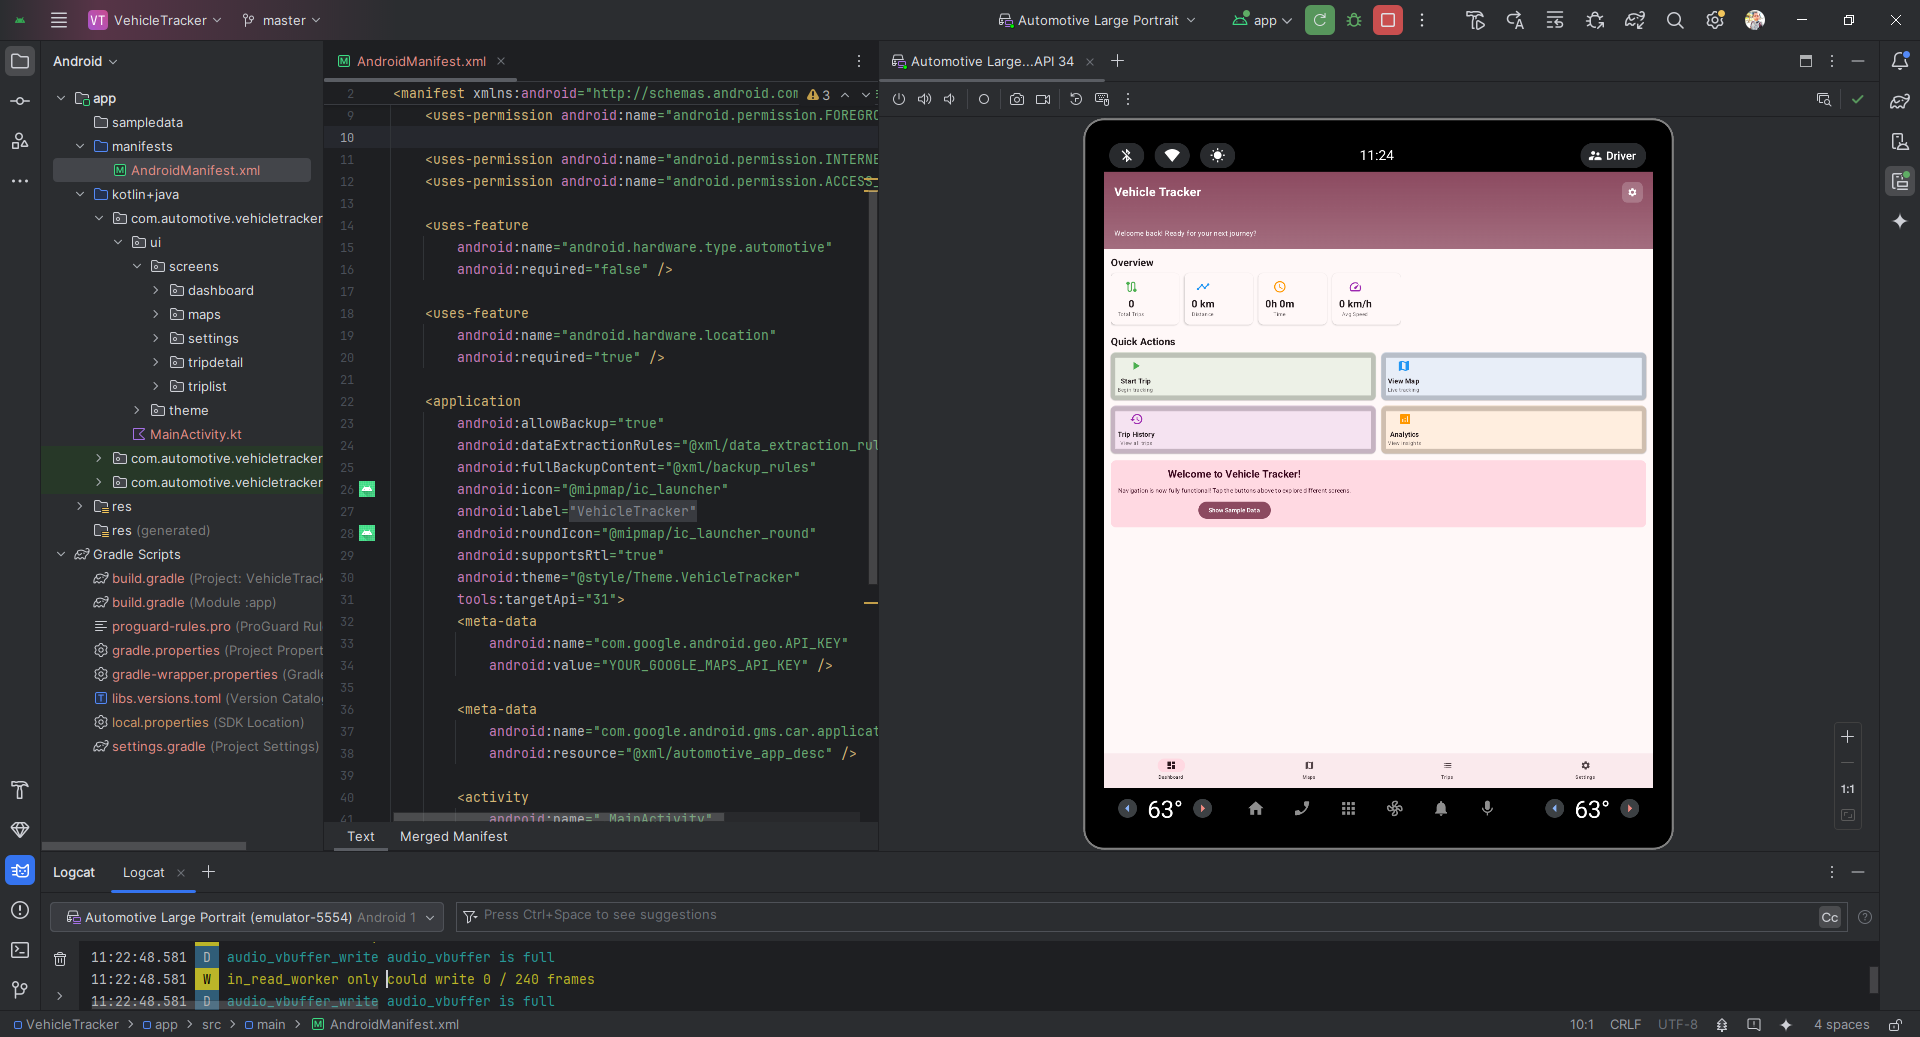 VT VehicleTracker
master
Automotive Large Portrait
app
Android
app
sampledata
manifests
AndroidManifest.xml
kotlin+java
com.automotive.vehicletracker
ui
screens
dashboard
maps
settings
tripdetail
triplist
theme
MainActivity.kt
com.automotive.vehicletracker
com.automotive.vehicletracker
res
res (generated)
Gradle Scripts
build.gradle (Project: VehicleTrack
build.gradle (Module :app)
proguard-rules.pro (ProGuard Rul
gradle.properties (Project Propert
gradle-wrapper.properties (Gradle
libs.versions.toml (Version Catalog
local.properties (SDK Location)
settings.gradle (Project Settings)
AndroidManifest.xml
3
2 <manifest xmlns:android="http://schemas.android.com
9 <uses-permission android:name="android.permission.FOREGRO
10
11 <uses-permission android:name="android.permission.INTERNE
12 <uses-permission android:name="android.permission.ACCESS_
13
14 <uses-feature
15 android:name="android.hardware.type.automotive"
16 android:required="false" />
17
18 <uses-feature
19 android:name="android.hardware.location"
20 android:required="true" />
21
22 <application
23 android:allowBackup="true"
24 android:dataExtractionRules="@xml/data_extraction_rul
25 android:fullBackupContent="@xml/backup_rules"
26 android:icon="@mipmap/ic_launcher"
27 android:label="VehicleTracker"
28 android:roundIcon="@mipmap/ic_launcher_round"
29 android:supportsRtl="true"
30 android:theme="@style/Theme.VehicleTracker"
31 tools:targetApi="31">
32 <meta-data
33 android:name="com.google.android.geo.API_KEY"
34 android:value="YOUR_GOOGLE_MAPS_API_KEY" />
35
36 <meta-data
37 android:name="com.google.android.gms.car.applicat
38 android:resource="@xml/automotive_app_desc" />
39
40 <activity
41 android:name=".MainActivity"
Text
Merged Manifest
Automotive Large...API 34
11:24
Driver
Vehicle Tracker
Welcome back! Ready for your next journey?
Overview
0
Total Trips
0 km
Distance
0h 0m
Time
0 km/h
Avg Speed
Quick Actions
Start Trip
Begin tracking
View Map
Live tracking
Trip History
View all trips
Analytics
View insights
Welcome to Vehicle Tracker!
Navigation is now fully functional! Tap the buttons above to explore different screens.
Show Sample Data
Dashboard
Maps
Trips
Settings
63°
63°
1:1
Logcat
Logcat
Automotive Large Portrait (emulator-5554) Android 1
Press Ctrl+Space to see suggestions
Cc
11:22:48.581 D audio_vbuffer_write audio_vbuffer is full
11:22:48.581 W in_read_worker only could write 0 / 240 frames
11:22:48.581 D audio_vbuffer_write audio_vbuffer is full
VehicleTracker > app > src > main > AndroidManifest.xml
10:1
CRLF
UTF-8
4 spaces